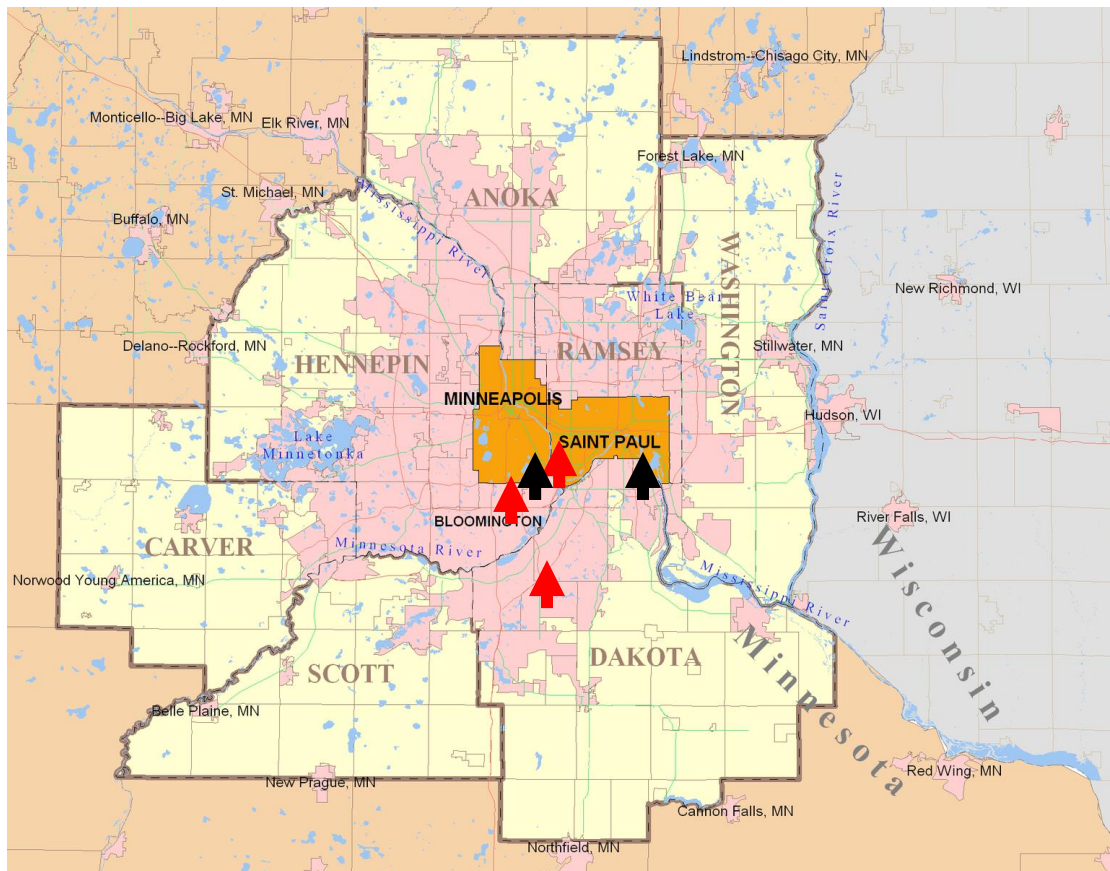 Lindstrom--Chisago City, MN
Monticello--Big Lake, MN
Elk River, MN
Forest Lake, MN
St. Michael, MN
ANOKA
Mississippi River
Buffalo, MN
WASHINGTON
Saint Croix River
New Richmond, WI
White Bear
Lake
Delano--Rockford, MN
HENNEPIN
RAMSEY
Stillwater, MN
MINNEAPOLIS
Hudson, WI
Lake
Minnetonka
SAINT PAUL
BLOOMINGTON
River Falls, WI
CARVER
Minnesota River
Wisconsin
Norwood Young America, MN
Mississippi River
SCOTT
DAKOTA
Minnesota
Belle Plaine, MN
New Prague, MN
Red Wing, MN
Cannon Falls, MN
Northfield, MN